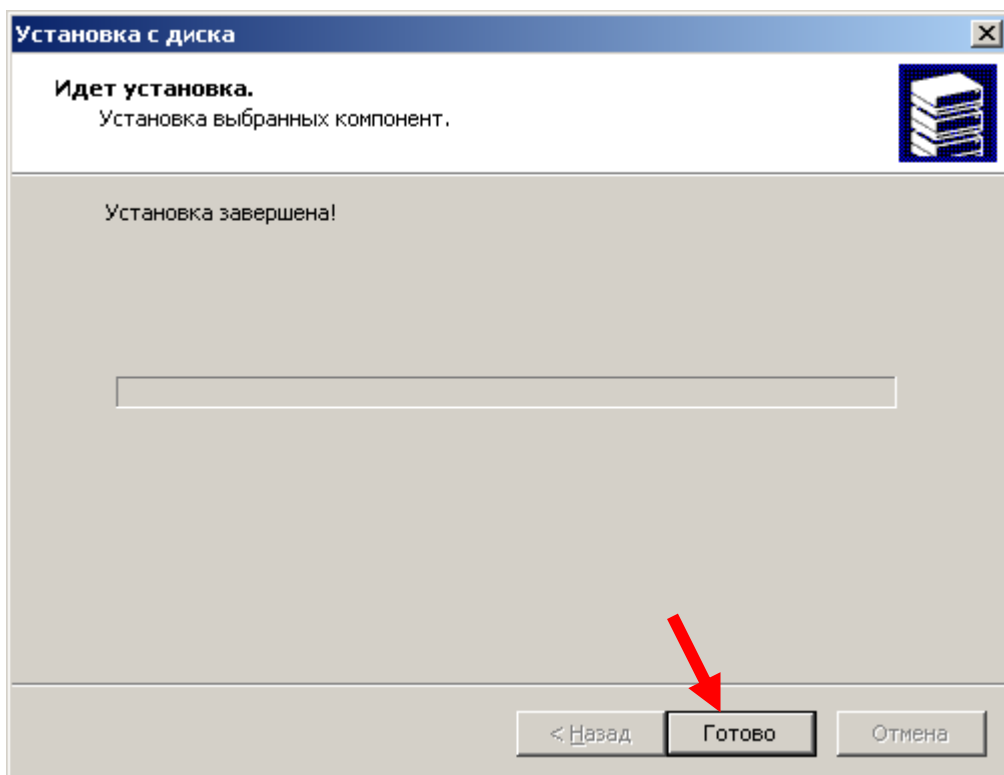 Установка с диска
Идет установка.
Установка выбранных компонент.
Установка завершена!
< Назад
Готово
Отмена